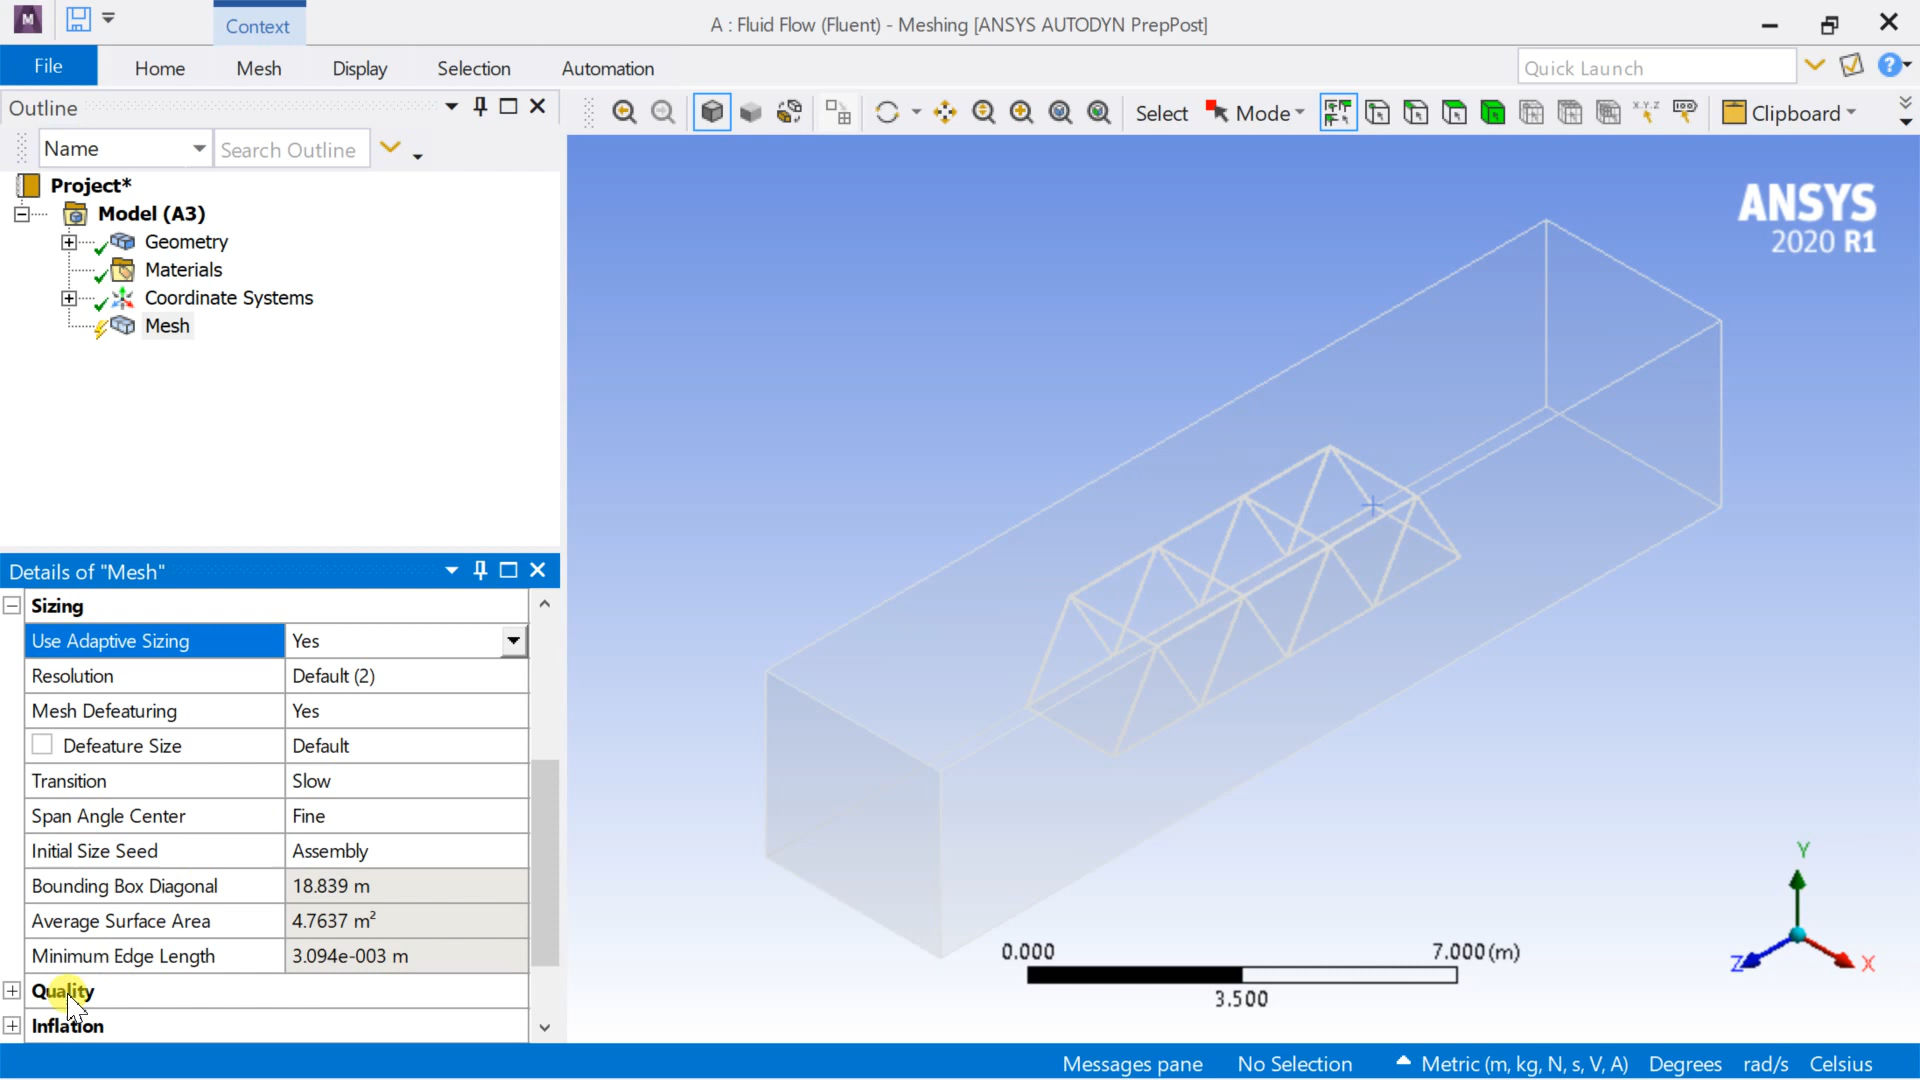 M
Context
A : Fluid Flow (Fluent) - Meshing [ANSYS AUTODYN PrepPost]
File
Home
Mesh
Display
Selection
Automation
Quick Launch
Outline
Select
Mode
Clipboard
Name
Search Outline
Project*
Model (A3)
Geometry
Materials
Coordinate Systems
Mesh
ANSYS
2020 R1
Details of "Mesh"
Sizing
Use Adaptive Sizing Yes
Resolution Default (2)
Mesh Defeaturing Yes
Defeature Size Default
Transition Slow
Span Angle Center Fine
Initial Size Seed Assembly
Bounding Box Diagonal 18.839 m
Average Surface Area 4.7637 m²
Minimum Edge Length 3.094e-003 m
Quality
Inflation
0.000
7.000 (m)
3.500
Y
Z
X
Messages pane
No Selection
Metric (m, kg, N, s, V, A)
Degrees
rad/s
Celsius